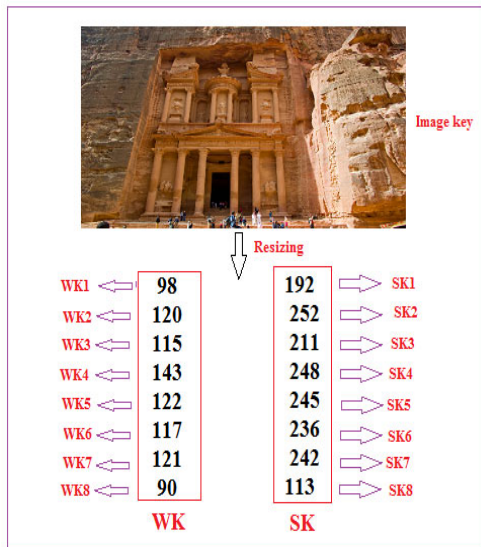 Image key
Resizing
WK1 98 192 SK1
WK2 120 252 SK2
WK3 115 211 SK3
WK4 143 248 SK4
WK5 122 245 SK5
WK6 117 236 SK6
WK7 121 242 SK7
WK8 90 113 SK8
WK SK